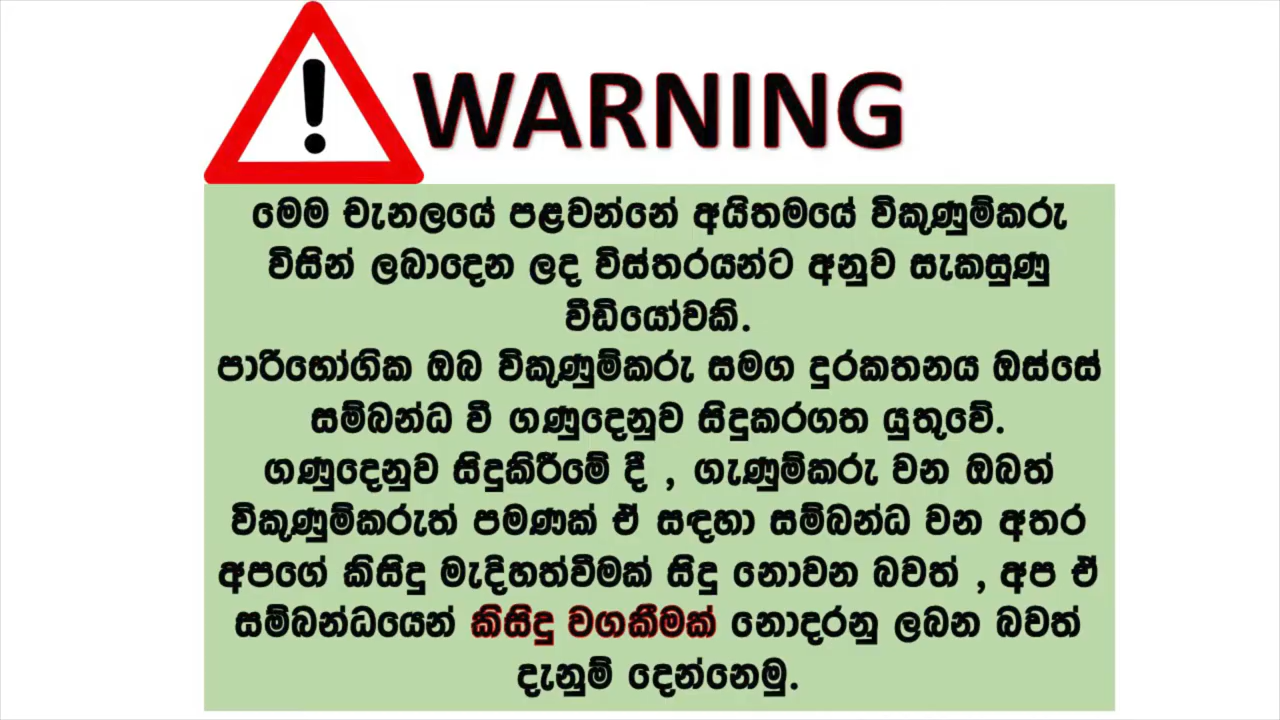 WARNING
මෙම චැනලයේ පළවන්නේ අයිතමයේ විකුණුම්කරු
විසින් ලබාදෙන ලද විස්තරයන්ට අනුව සැකසුණු
වීඩියෝවකි.
පාරිභෝගික ඔබ විකුණුම්කරු සමග දුරකතනය ඔස්සේ
සම්බන්ධ වී ගණුදෙනුව සිදුකරගත යුතුවේ.
ගණුදෙනුව සිදුකිරීමේ දී , ගැණුම්කරු වන ඔබත්
විකුණුම්කරුත් පමණක් ඒ සඳහා සම්බන්ධ වන අතර
අපගේ කිසිදු මැදිහත්වීමක් සිදු නොවන බවත් , අප ඒ
සම්බන්ධයෙන් කිසිදු වගකීමක් නොදරනු ලබන බවත්
දැනුම් දෙන්නෙමු.